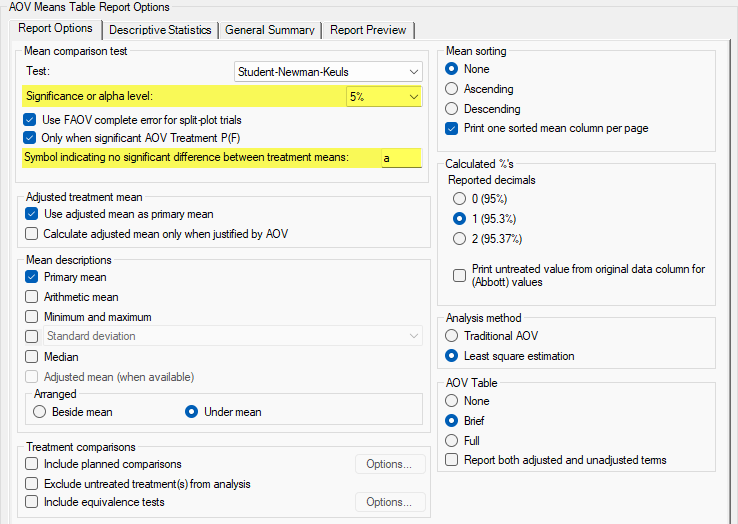 AOV Means Table Report Options
Report Options
Descriptive Statistics
General Summary
Report Preview
Mean comparison test
Test:
Student-Newman-Keuls
Significance or alpha level:
5%
Use FAOV complete error for split-plot trials
Only when significant AOV Treatment P(F)
Symbol indicating no significant difference between treatment means:
a
Adjusted treatment mean
Use adjusted mean as primary mean
Calculate adjusted mean only when justified by AOV
Mean descriptions
Primary mean
Arithmetic mean
Minimum and maximum
Standard deviation
Median
Adjusted mean (when available)
Arranged
Beside mean
Under mean
Treatment comparisons
Include planned comparisons
Options...
Exclude untreated treatment(s) from analysis
Include equivalence tests
Options...
Mean sorting
None
Ascending
Descending
Print one sorted mean column per page
Calculated %'s
Reported decimals
0 (95%)
1 (95.3%)
2 (95.37%)
Print untreated value from original data column for
(Abbott) values
Analysis method
Traditional AOV
Least square estimation
AOV Table
None
Brief
Full
Report both adjusted and unadjusted terms